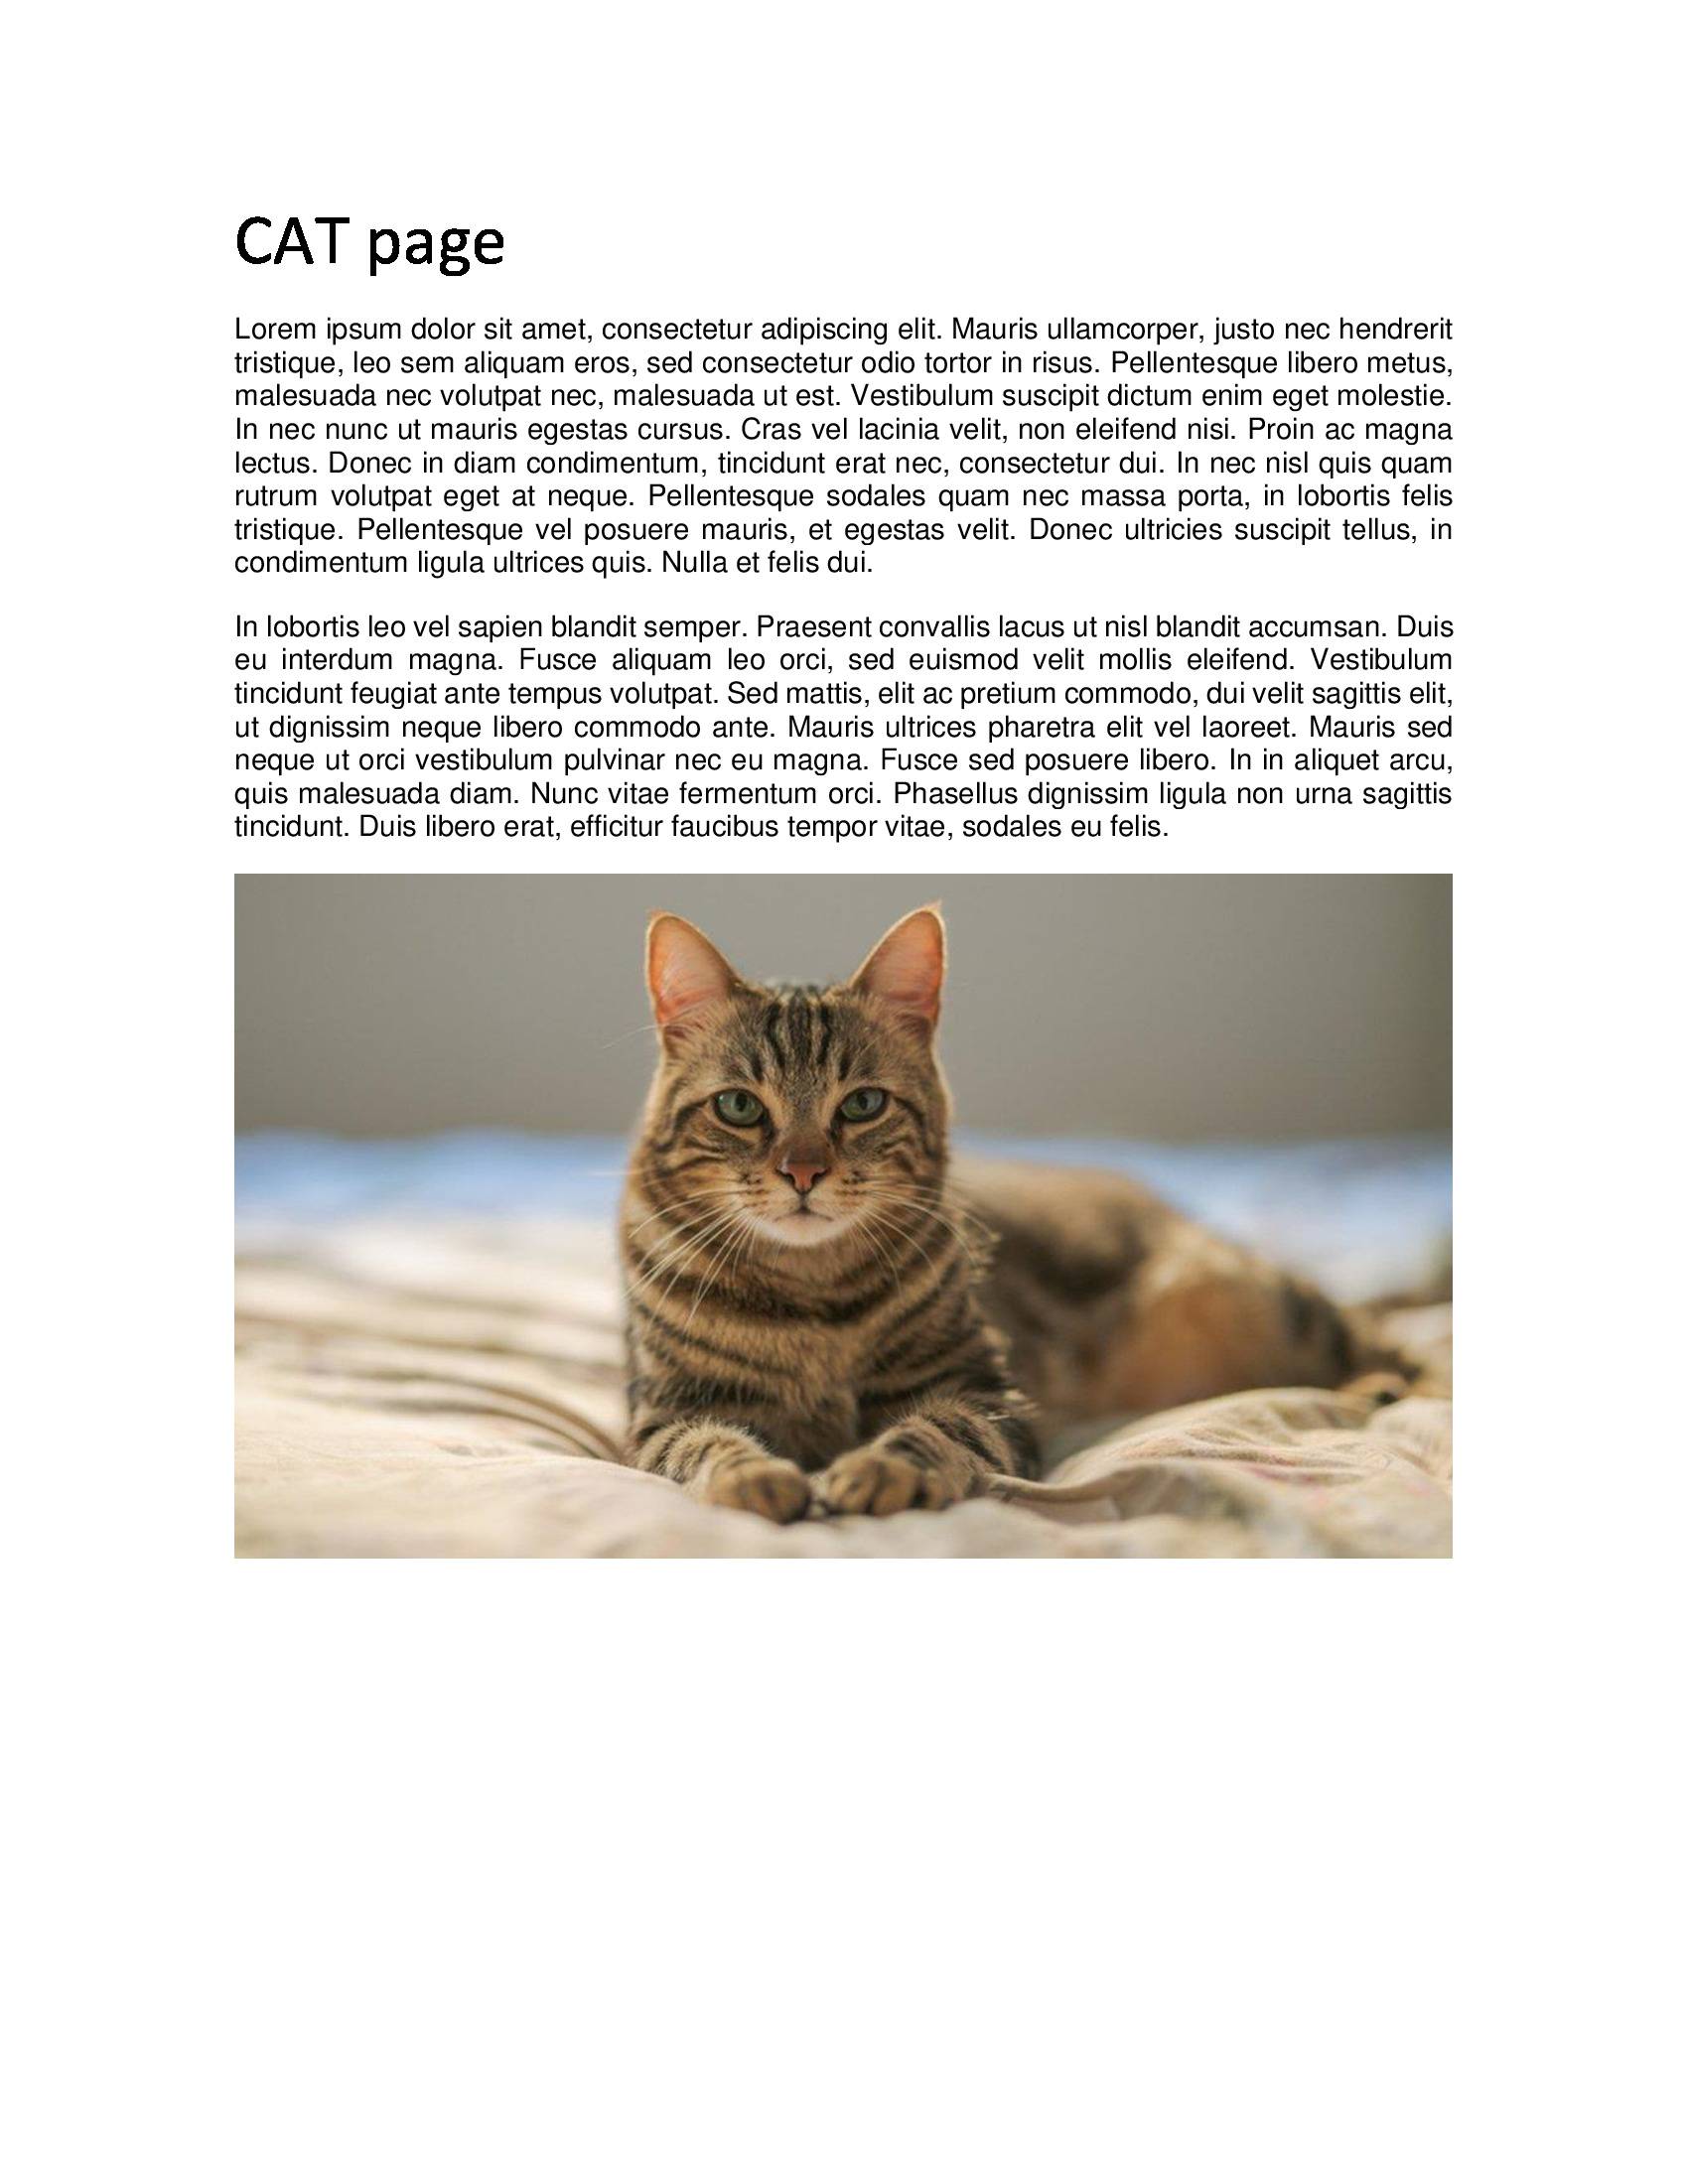 CAT page
Lorem ipsum dolor sit amet, consectetur adipiscing elit. Mauris ullamcorper, justo nec hendrerit
tristique, leo sem aliquam eros, sed consectetur odio tortor in risus. Pellentesque libero metus,
malesuada nec volutpat nec, malesuada ut est. Vestibulum suscipit dictum enim eget molestie.
In nec nunc ut mauris egestas cursus. Cras vel lacinia velit, non eleifend nisi. Proin ac magna
lectus. Donec in diam condimentum, tincidunt erat nec, consectetur dui. In nec nisl quis quam
rutrum volutpat eget at neque. Pellentesque sodales quam nec massa porta, in lobortis felis
tristique. Pellentesque vel posuere mauris, et egestas velit. Donec ultricies suscipit tellus, in
condimentum ligula ultrices quis. Nulla et felis dui.
In lobortis leo vel sapien blandit semper. Praesent convallis lacus ut nisl blandit accumsan. Duis
eu interdum magna. Fusce aliquam leo orci, sed euismod velit mollis eleifend. Vestibulum
tincidunt feugiat ante tempus volutpat. Sed mattis, elit ac pretium commodo, dui velit sagittis elit,
ut dignissim neque libero commodo ante. Mauris ultrices pharetra elit vel laoreet. Mauris sed
neque ut orci vestibulum pulvinar nec eu magna. Fusce sed posuere libero. In in aliquet arcu,
quis malesuada diam. Nunc vitae fermentum orci. Phasellus dignissim ligula non urna sagittis
tincidunt. Duis libero erat, efficitur faucibus tempor vitae, sodales eu felis.